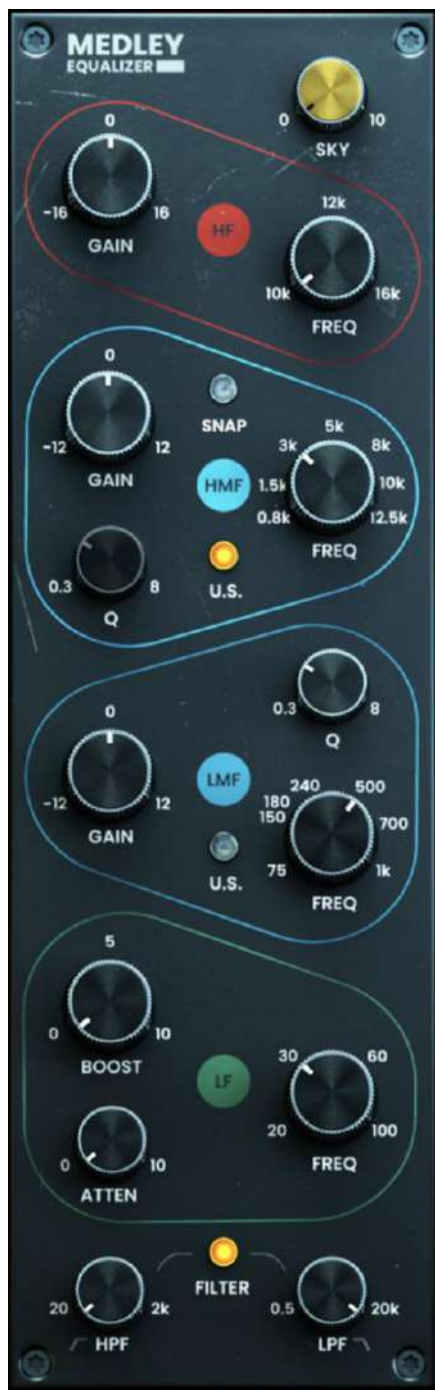 MEDLEY
EQUALIZER
0 10
SKY
0
-16 16
GAIN
HF
12k
10k 16k
FREQ
0
-12 12
GAIN
SNAP
HMF
5k
3k 8k
1.5k 10k
0.8k 12.5k
FREQ
0.3 8
Q
U.S.
0.3 8
Q
0
-12 12
GAIN
LMF
U.S.
240 500
180
150 700
75 1k
FREQ
5
0 10
BOOST
LF
30 60
20 100
FREQ
0 10
ATTEN
FILTER
20 2k
HPF
0.5 20k
LPF